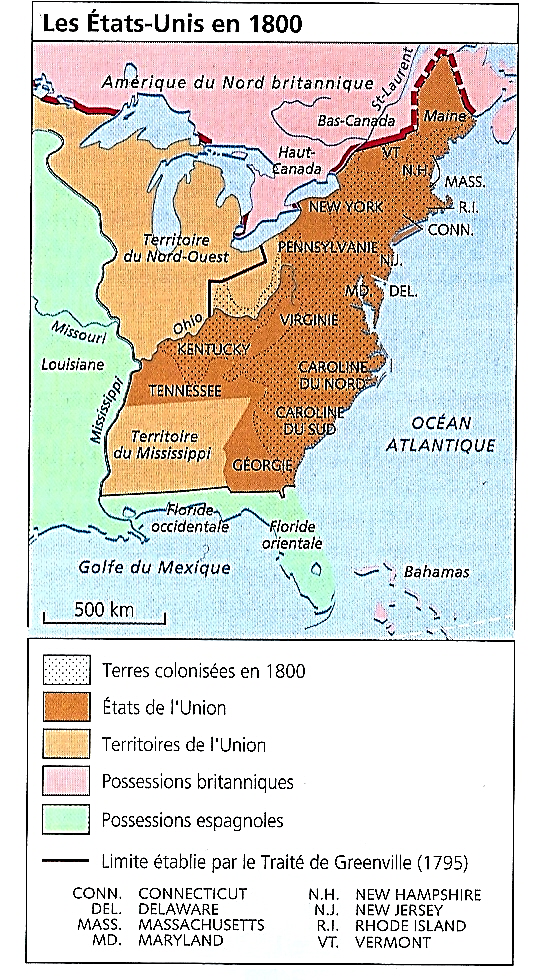 Les États-Unis en 1800
Amérique du Nord britannique
St-Laurent
Bas-Canada
Maine
Haut-
Canada
VT.
N.H.
MASS.
NEW YORK
R.I.
CONN.
Territoire
du Nord-Ouest
PENNSYLVANIE
N.J.
MD.
DEL.
Ohio
VIRGINIE
Missouri
KENTUCKY
Louisiane
CAROLINE
DU NORD
TENNESSEE
Mississippi
CAROLINE
DU SUD
OCÉAN
ATLANTIQUE
Territoire
du Mississippi
GÉORGIE
Floride
occidentale
Floride
orientale
Golfe du Mexique
Bahamas
500 km
Terres colonisées en 1800
États de l'Union
Territoires de l'Union
Possessions britanniques
Possessions espagnoles
Limite établie par le Traité de Greenville (1795)
CONN. CONNECTICUT
DEL. DELAWARE
MASS. MASSACHUSETTS
MD. MARYLAND
N.H. NEW HAMPSHIRE
N.J. NEW JERSEY
R.I. RHODE ISLAND
VT. VERMONT